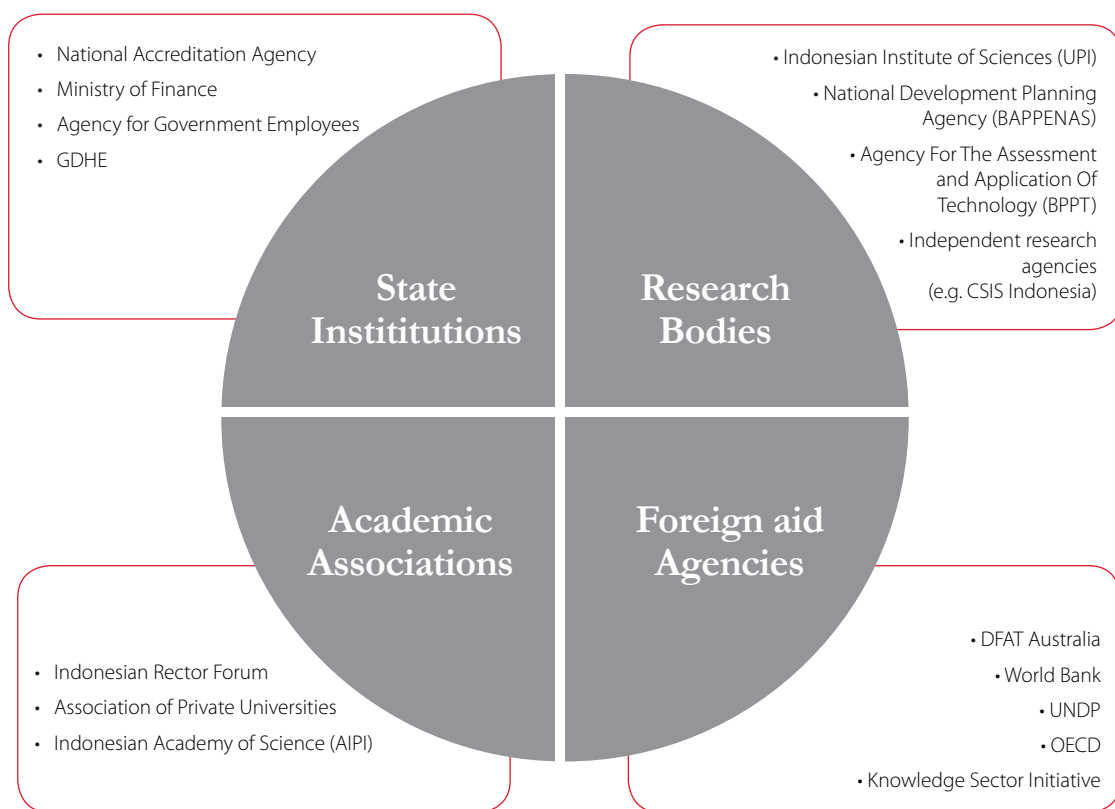 • National Accreditation Agency
• Ministry of Finance
• Agency for Government Employees
• GDHE
State
Instititutions
• Indonesian Institute of Sciences (UPI)
• National Development Planning
Agency (BAPPENAS)
• Agency For The Assessment
and Application Of
Technology (BPPT)
• Independent research
agencies
(e.g. CSIS Indonesia)
Research
Bodies
Academic
Associations
• Indonesian Rector Forum
• Association of Private Universities
• Indonesian Academy of Science (AIPI)
Foreign aid
Agencies
• DFAT Australia
• World Bank
• UNDP
• OECD
• Knowledge Sector Initiative